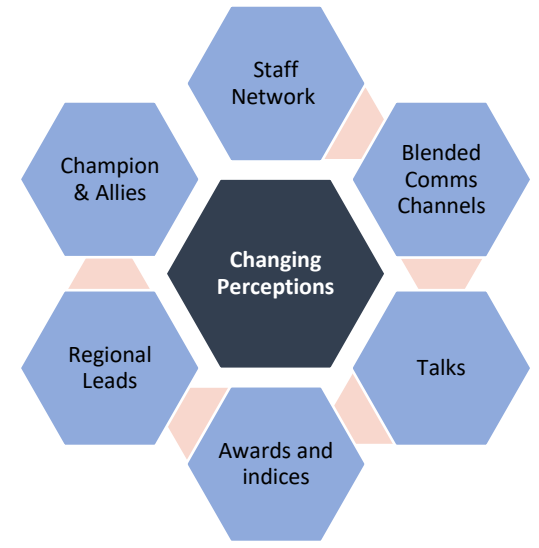 Staff
Network
Blended
Comms
Channels
Talks
Awards and
indices
Regional
Leads
Champion
& Allies
Changing
Perceptions